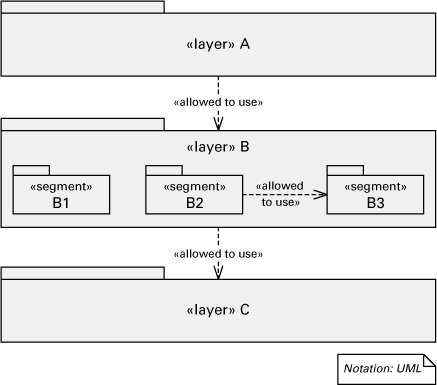 «layer» A
«allowed to use»
«layer» B
«segment»
B1
«segment»
B2
«allowed
to use»
«segment»
B3
«allowed to use»
«layer» C
Notation: UML